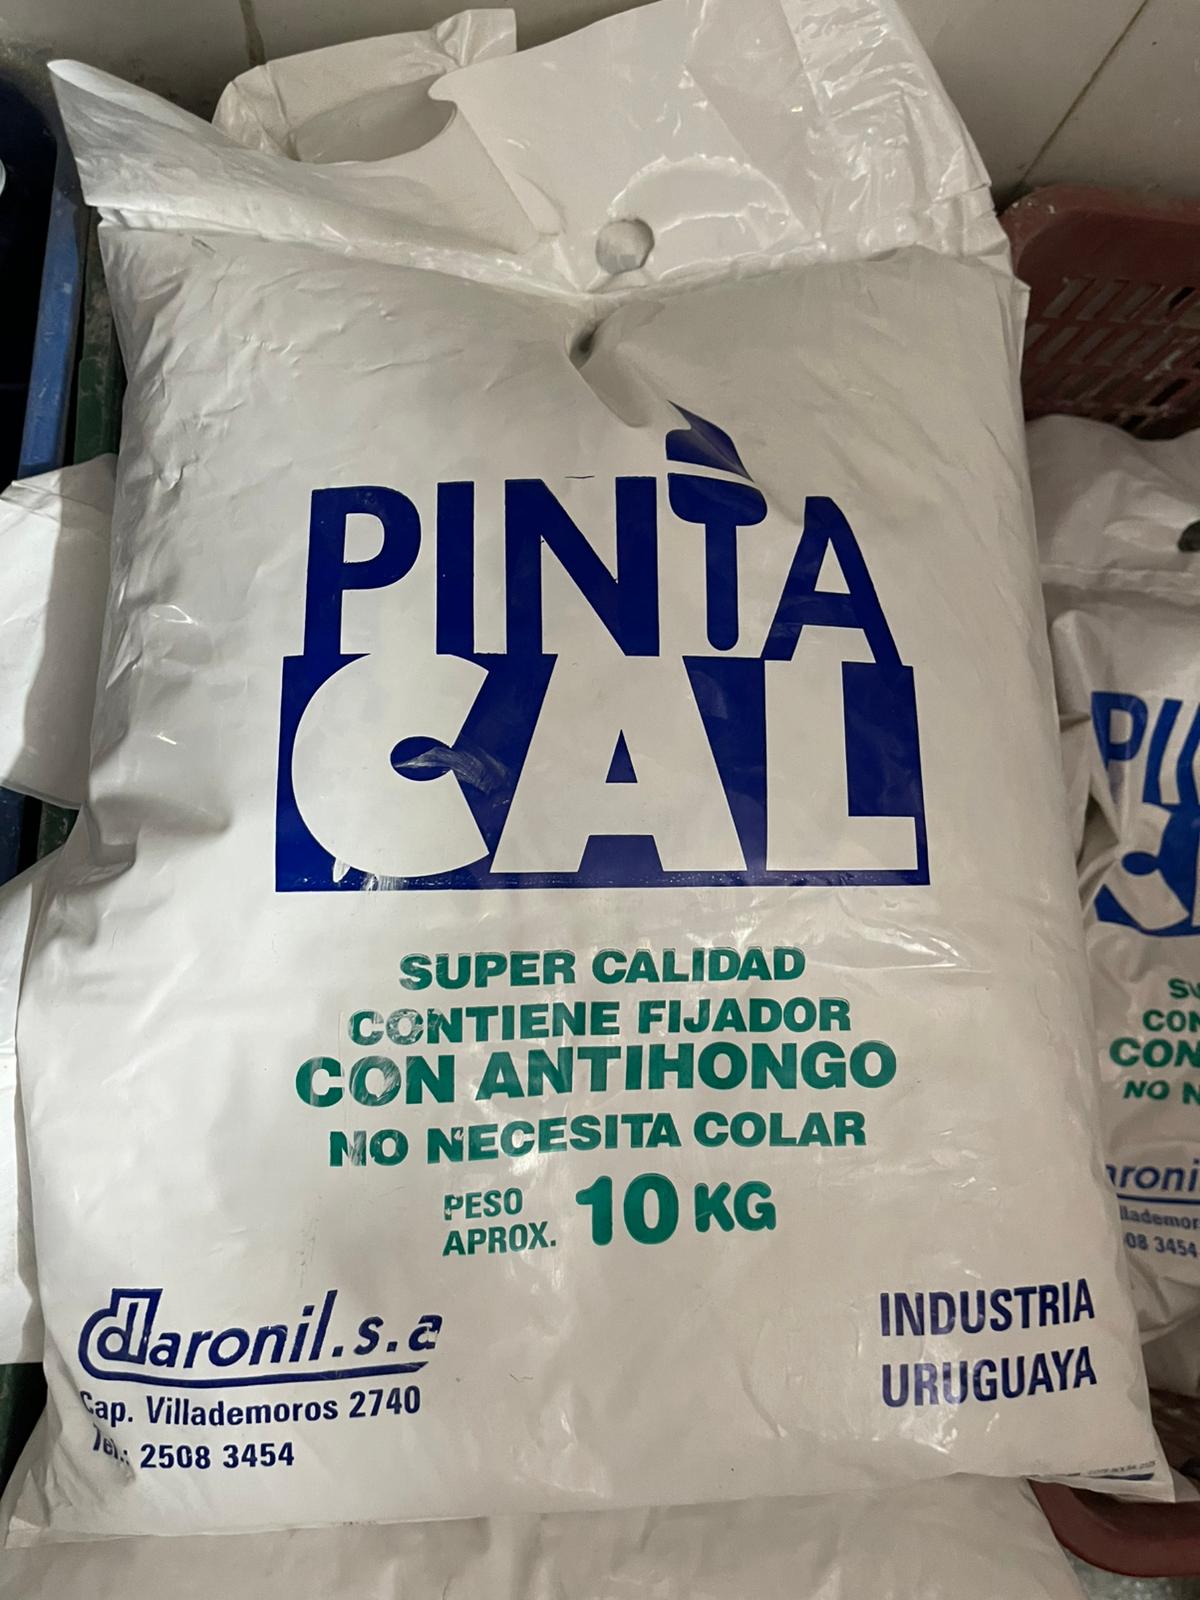 PINTA
CAL
SUPER CALIDAD
CONTIENE FIJADOR
CON ANTIHONGO
NO NECESITA COLAR
PESO
APROX. 10 KG
daronil.s.a
Cap. Villademoros 2740
Tel.: 2508 3454
INDUSTRIA
URUGUAYA